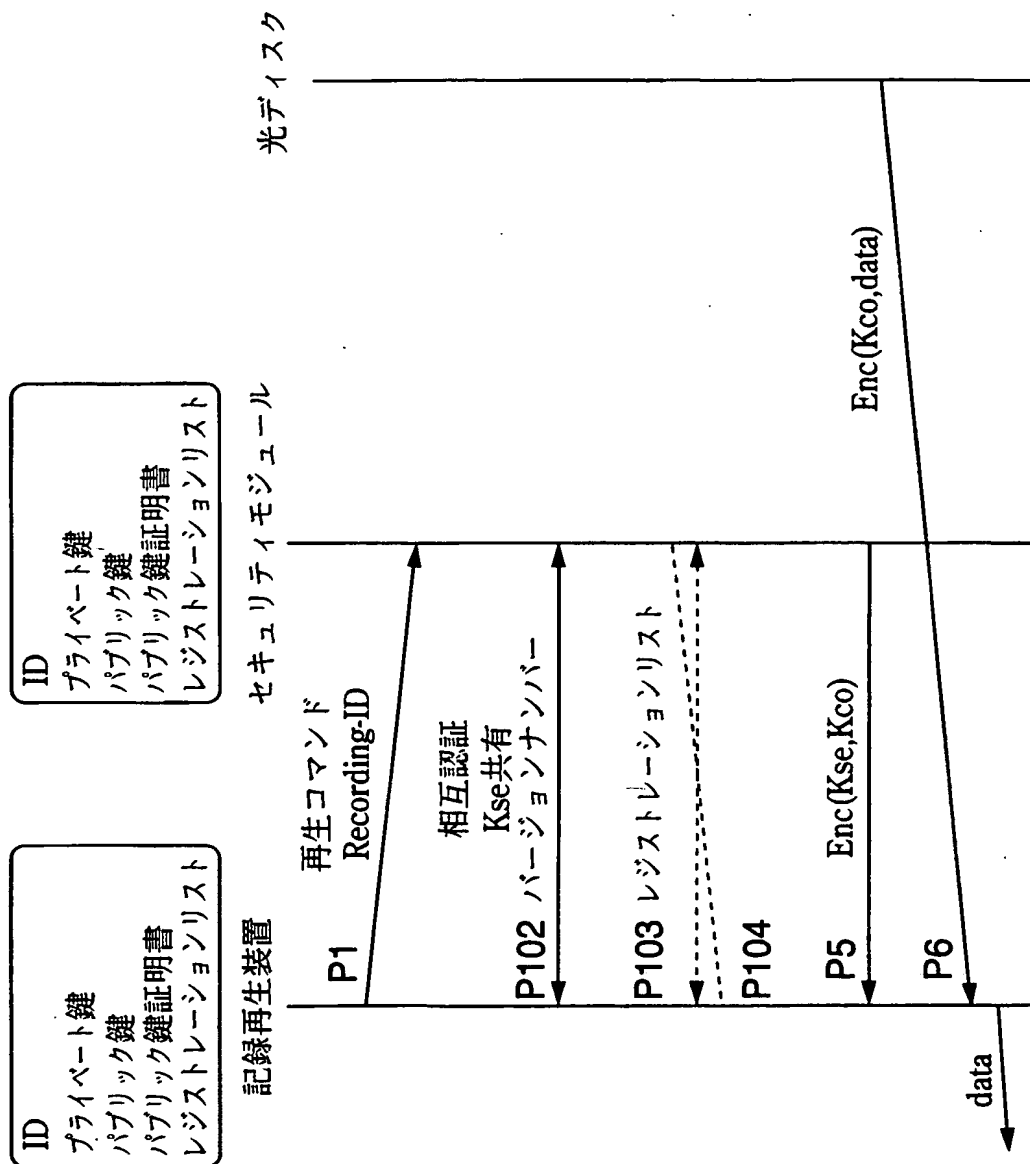 ID
プライベート鍵
パブリック鍵
パブリック鍵証明書
レジストレーションリスト
記録再生装置
ID
プライベート鍵
パブリック鍵
パブリック鍵証明書
レジストレーションリスト
セキュリティモジュール
光ディスク
P1
再生コマンド
Recording-ID
相互認証
Kse共有
P102 バージョンナンバー
P103 レジストレーションリスト
P104
P5
Enc(Kse,Kco)
P6
Enc(Kco,data)
data